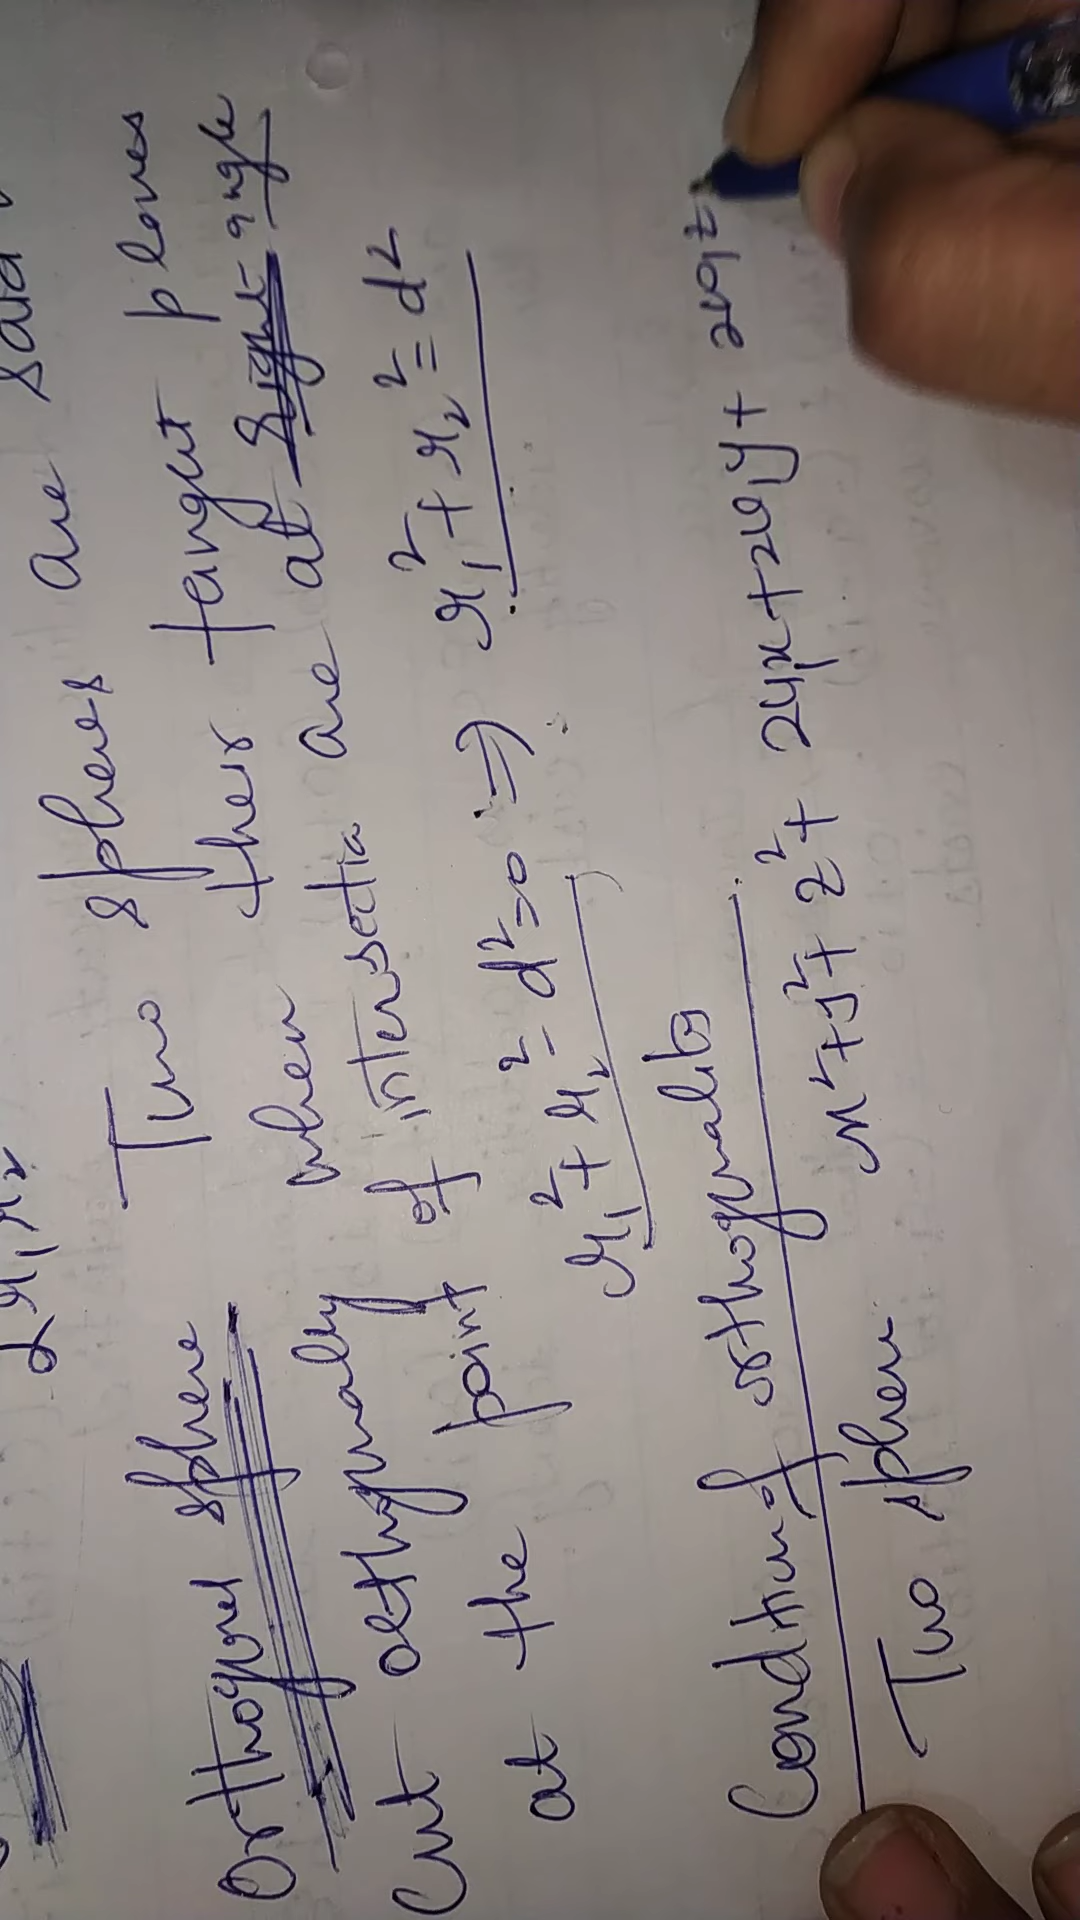 2r₁r₂
Orthogonal sphere Two spheres are said
Cut orthogonally when their tangent planes
at the point of intersection are at right angle
r₁² + r₂² - d² = 0 ⇒ r₁² + r₂² = d²
Condition of orthogonality
Two sphere x² + y² + z² + 2u₁x + 2v₁y + 2w₁z